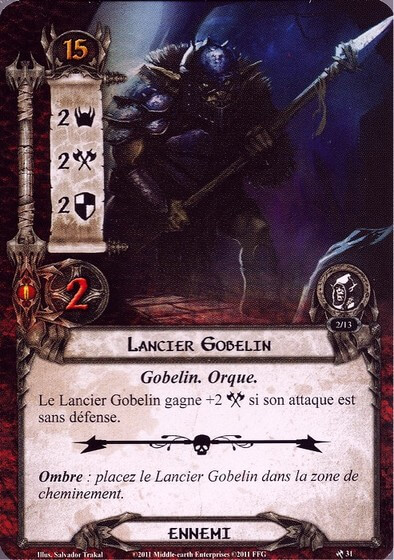 15
2
2
2
2
2/13
Lancier Gobelin
Gobelin. Orque.
Le Lancier Gobelin gagne +2 si son attaque est
sans défense.
Ombre : placez le Lancier Gobelin dans la zone de
cheminement.
ENNEMI
Illus. Salvador Trakal ©2011 Middle-earth Enterprises ©2011 FFG 31